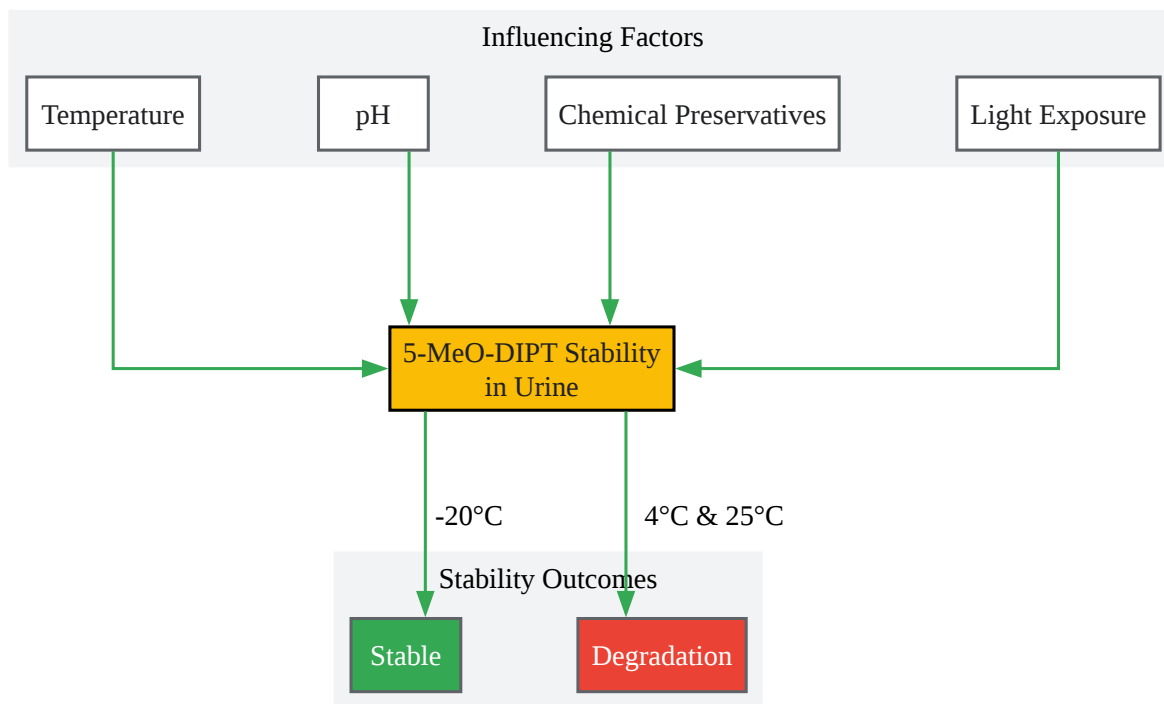 Influencing Factors
Temperature
pH
Chemical Preservatives
Light Exposure
5-MeO-DIPT Stability
in Urine
-20°C
4°C & 25°C
Stability Outcomes
Stable
Degradation